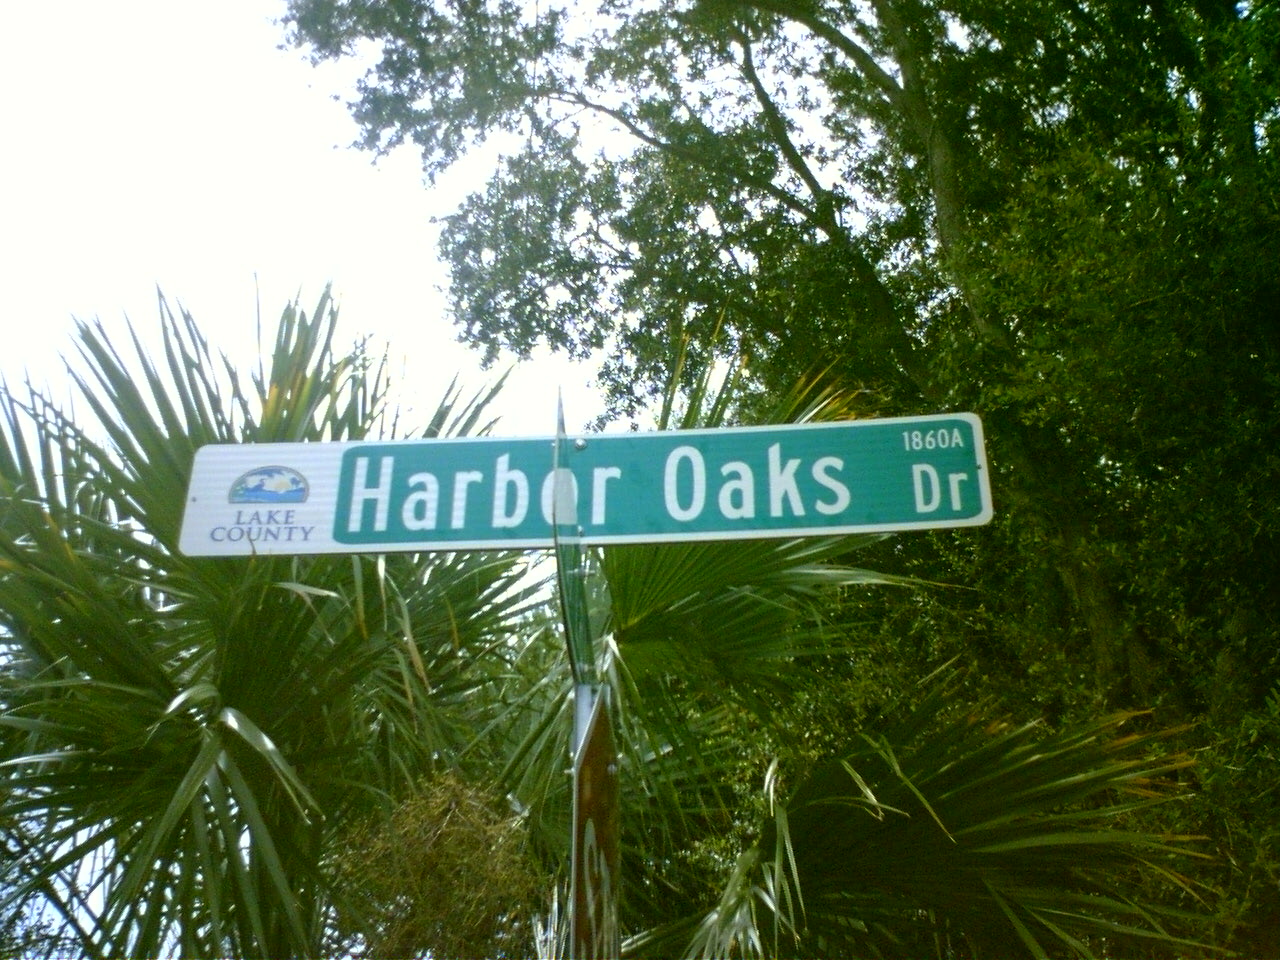 LAKE
COUNTY
Harbor Oaks Dr
1860A